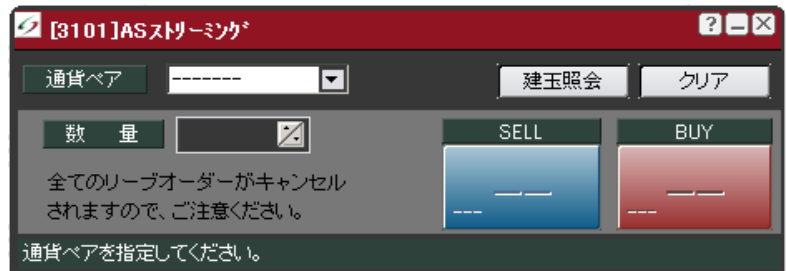 [3101]ASストリーミング
通貨ペア ------- 建玉照会 クリア
数 量 SELL BUY
全てのリーブオーダーがキャンセル
されますので、ご注意ください。
-- --
--- ---
通貨ペアを指定してください。